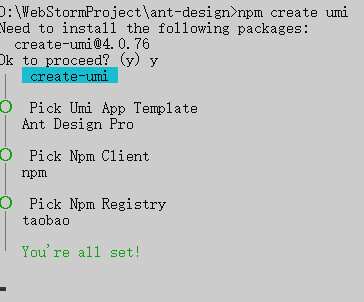 D:\WebStormProject\ant-design>npm create umi
Need to install the following packages:
create-umi@4.0.76
Ok to proceed? (y) y
create-umi
Pick Umi App Template
Ant Design Pro
Pick Npm Client
npm
Pick Npm Registry
taobao
You're all set!